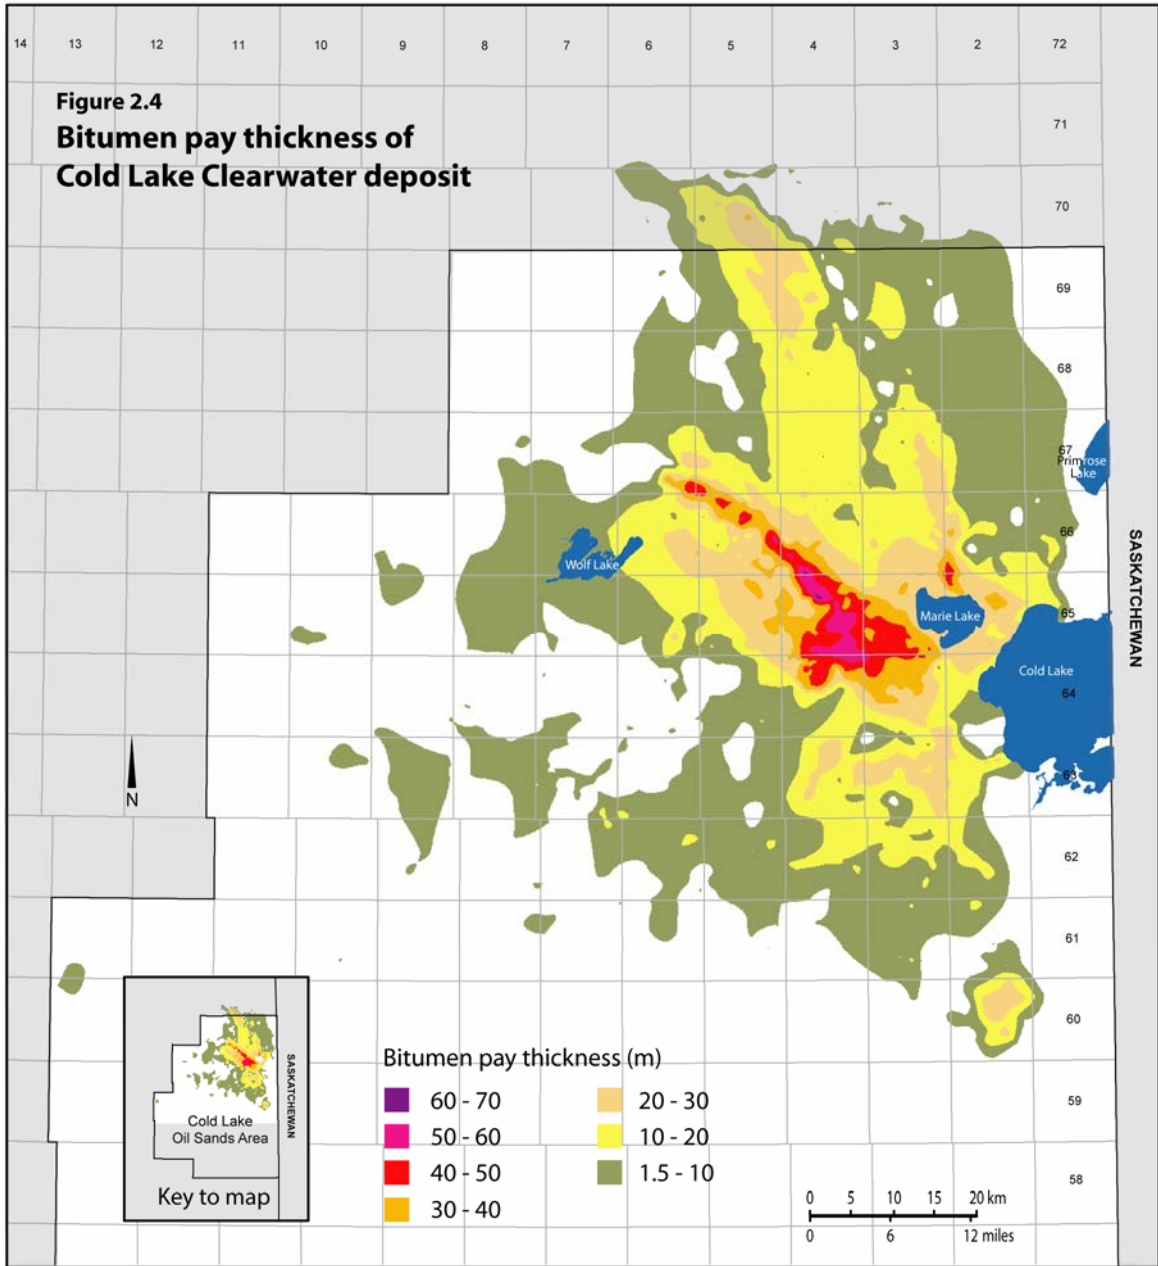 14 13 12 11 10 9 8 7 6 5 4 3 2 72
Figure 2.4
Bitumen pay thickness of
Cold Lake Clearwater deposit
71
70
69
68
67
Primrose
Lake
66
Wolf Lake
SASKATCHEWAN
65
Marie Lake
Cold Lake
64
63
N
62
61
60
59
58
SASKATCHEWAN
Cold Lake
Oil Sands Area
Key to map
Bitumen pay thickness (m)
60 - 70
50 - 60
40 - 50
30 - 40
20 - 30
10 - 20
1.5 - 10
0 5 10 15 20 km
0 6 12 miles